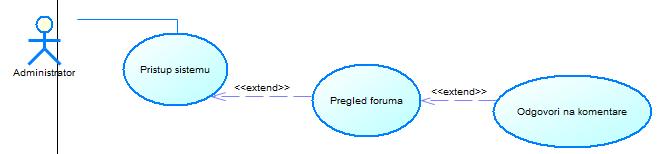 Administrator
Pristup sistemu
<<extend>>
Pregled foruma
<<extend>>
Odgovori na komentare